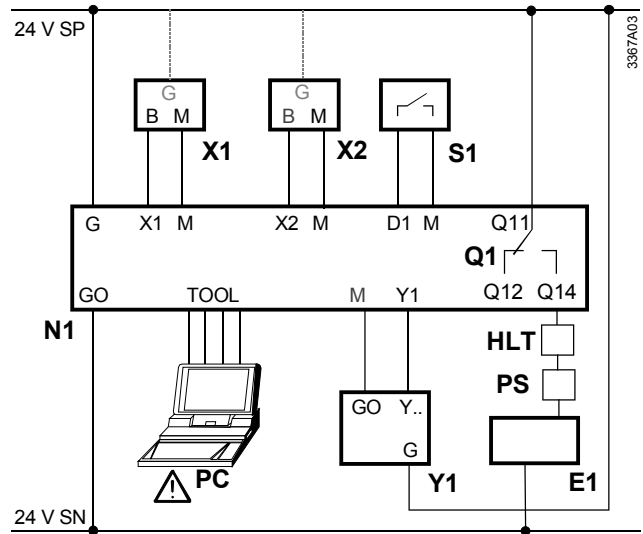 24 V SP
3367A03
G
B M
X1
G
B M
X2
S1
G X1 M X2 M D1 M Q11
Q1
GO TOOL M Y1 Q12 Q14
N1
HLT
PS
GO Y..
G
Y1
E1
PC
24 V SN